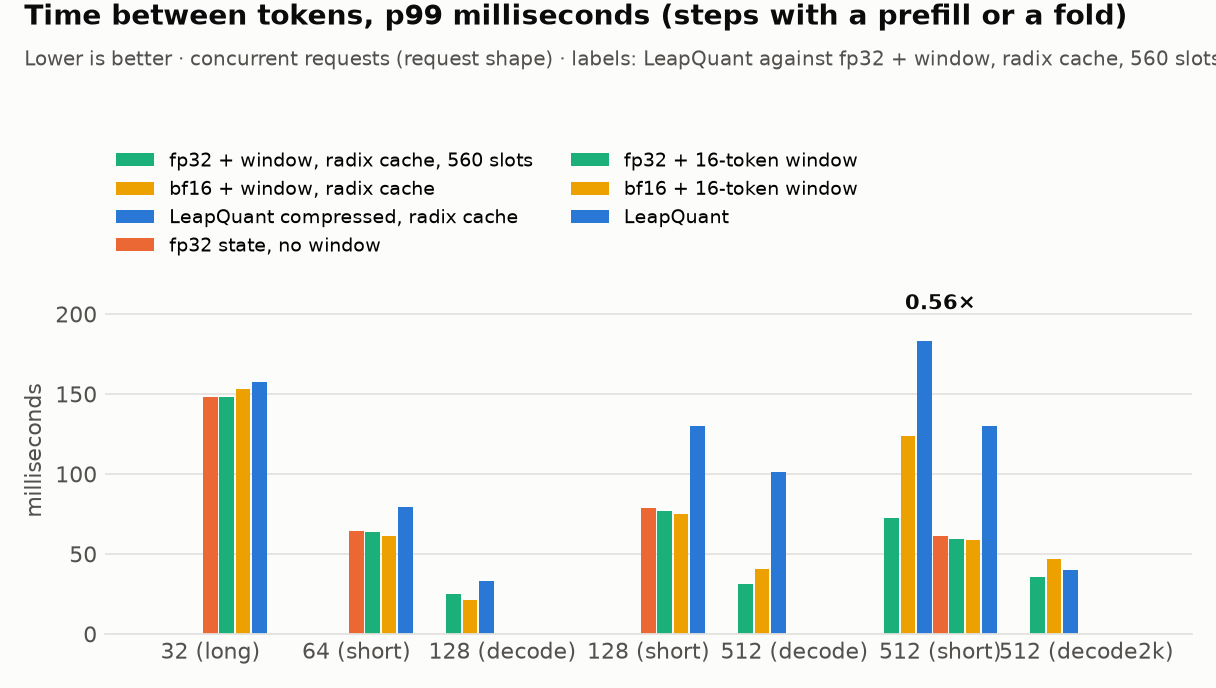 Time between tokens, p99 milliseconds (steps with a prefill or a fold)
Lower is better · concurrent requests (request shape) · labels: LeapQuant against fp32 + window, radix cache, 560 slots
fp32 + window, radix cache, 560 slots
fp32 + 16-token window
bf16 + window, radix cache
bf16 + 16-token window
LeapQuant compressed, radix cache
LeapQuant
fp32 state, no window
0.56×
200
150
100
50
0
milliseconds
32 (long)
64 (short)
128 (decode)
128 (short)
512 (decode)
512 (short)
512 (decode2k)